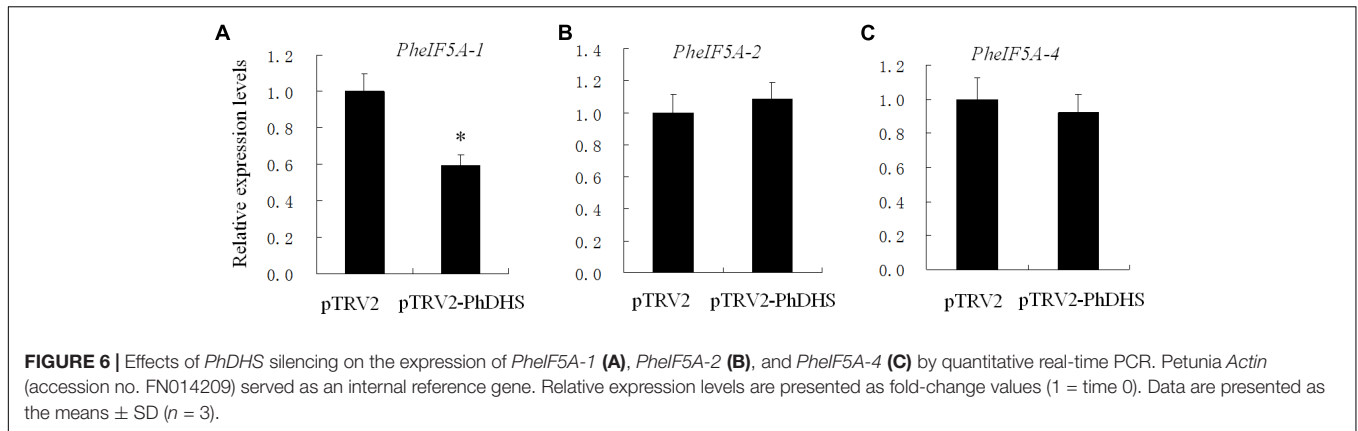 A
PheIF5A-1
Relative expression levels
1.2
1.0
0.8
0.6
0.4
0.2
0.0
*
pTRV2 pTRV2-PhDHS
B
PheIF5A-2
1.4
1.2
1.0
0.8
0.6
0.4
0.2
0.0
pTRV2 pTRV2-PhDHS
C
PheIF5A-4
1.2
1.0
0.8
0.6
0.4
0.2
0.0
pTRV2 pTRV2-PhDHS
FIGURE 6 | Effects of PhDHS silencing on the expression of PheIF5A-1 (A), PheIF5A-2 (B), and PheIF5A-4 (C) by quantitative real-time PCR. Petunia Actin
(accession no. FN014209) served as an internal reference gene. Relative expression levels are presented as fold-change values (1 = time 0). Data are presented as
the means ± SD (n = 3).